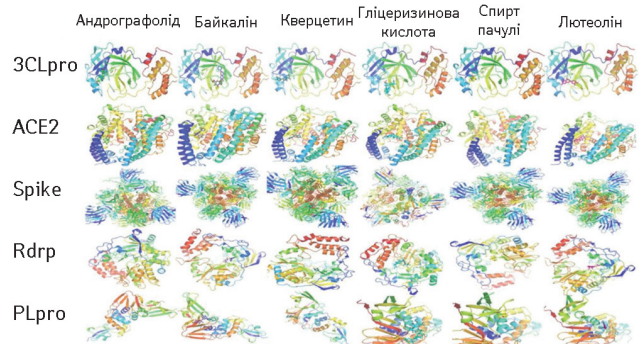 Андрографолід Байкалін Кверцетин Гліцеризинова кислота Спирт пачулі Лютеолін
3CLpro
ACE2
Spike
Rdrp
PLpro